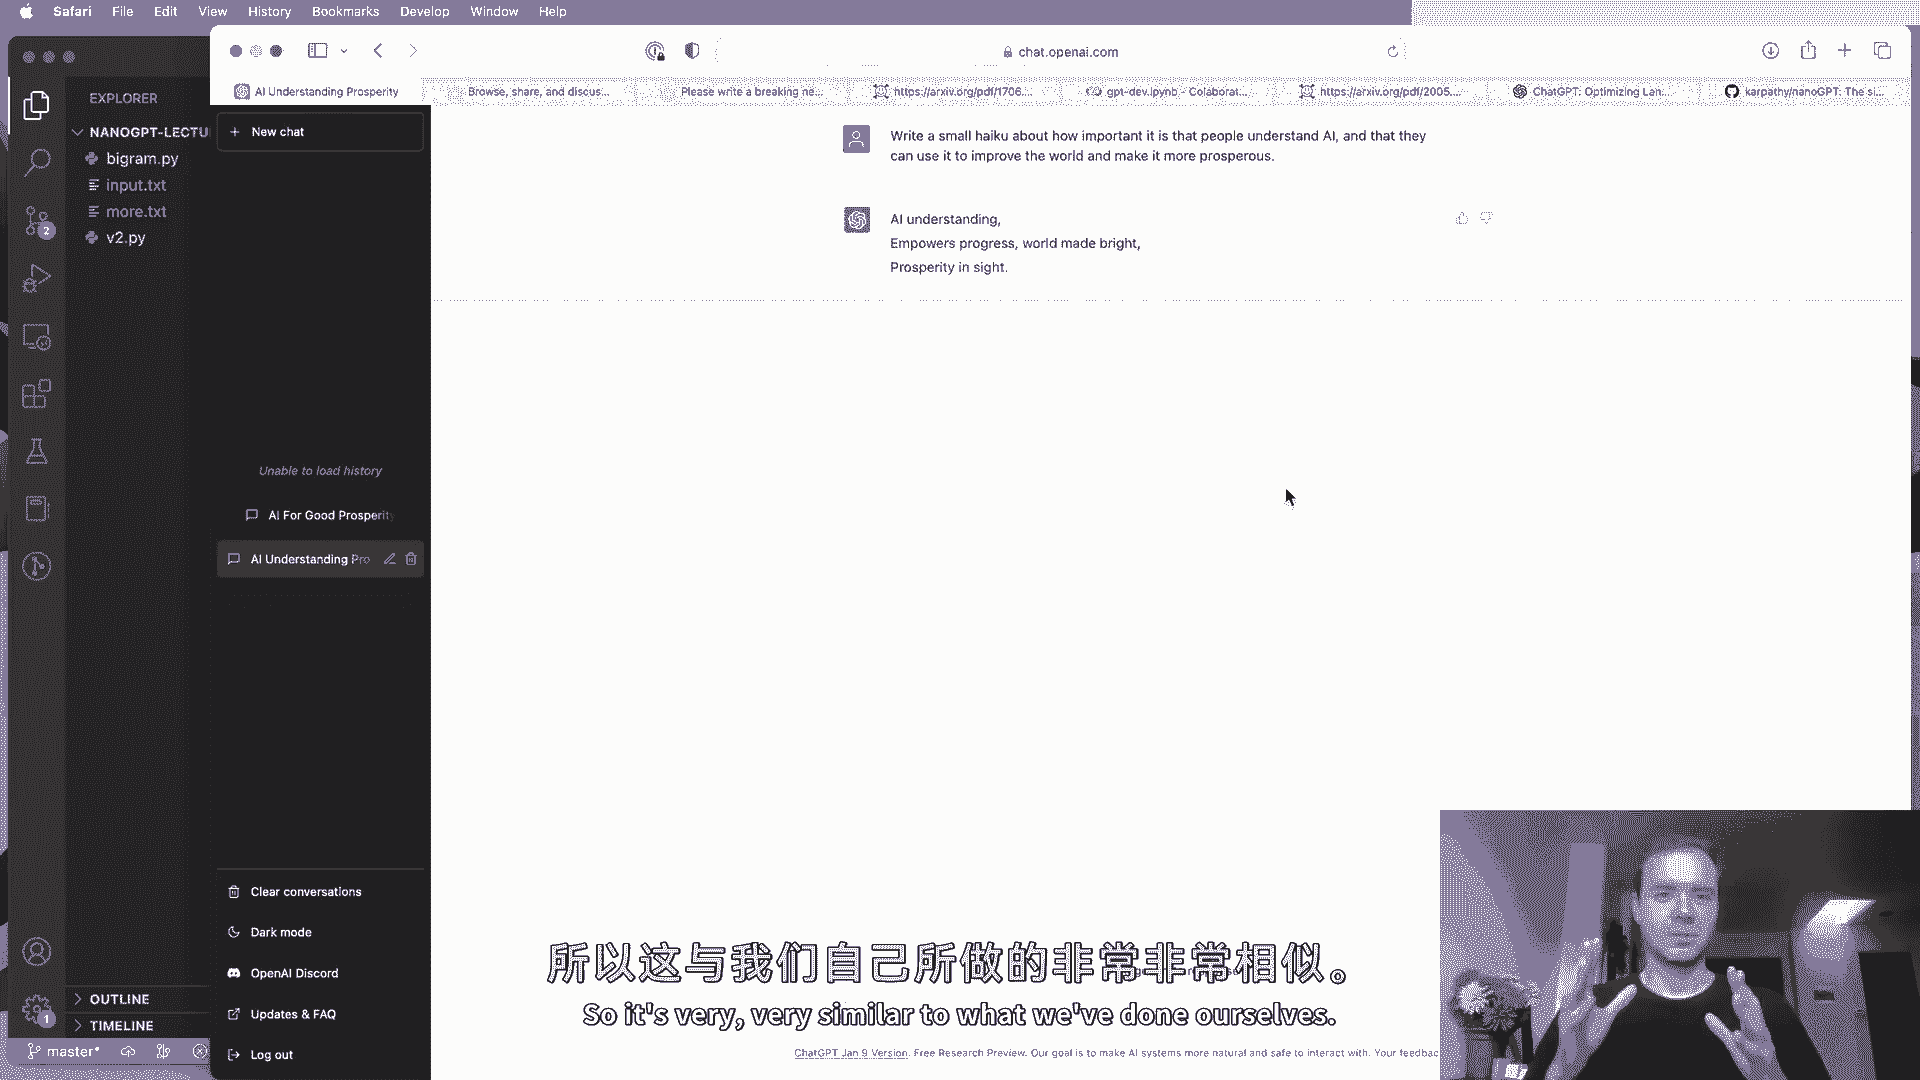 Safari File Edit View History Bookmarks Develop Window Help
chat.openai.com
AI Understanding Prosperity
Browse, share, and discus...
Please write a breaking ne...
https://arxiv.org/pdf/1706....
gpt-dev.ipynb - Colaborat...
https://arxiv.org/pdf/2005....
ChatGPT: Optimizing Lan...
karpathy/nanoGPT: The si...
EXPLORER
NANOGPT-LECTU
bigram.py
input.txt
more.txt
v2.py
2
1
OUTLINE
TIMELINE
master*
New chat
Unable to load history
AI For Good Prosperity
AI Understanding Pro
Clear conversations
Dark mode
OpenAI Discord
Updates & FAQ
Log out
Write a small haiku about how important it is that people understand AI, and that they
can use it to improve the world and make it more prosperous.
AI understanding,
Empowers progress, world made bright,
Prosperity in sight.
所以这与我们自己所做的非常非常相似。
So it's very, very similar to what we've done ourselves.
ChatGPT Jan 9 Version. Free Research Preview. Our goal is to make AI systems more natural and safe to interact with. Your feedbac